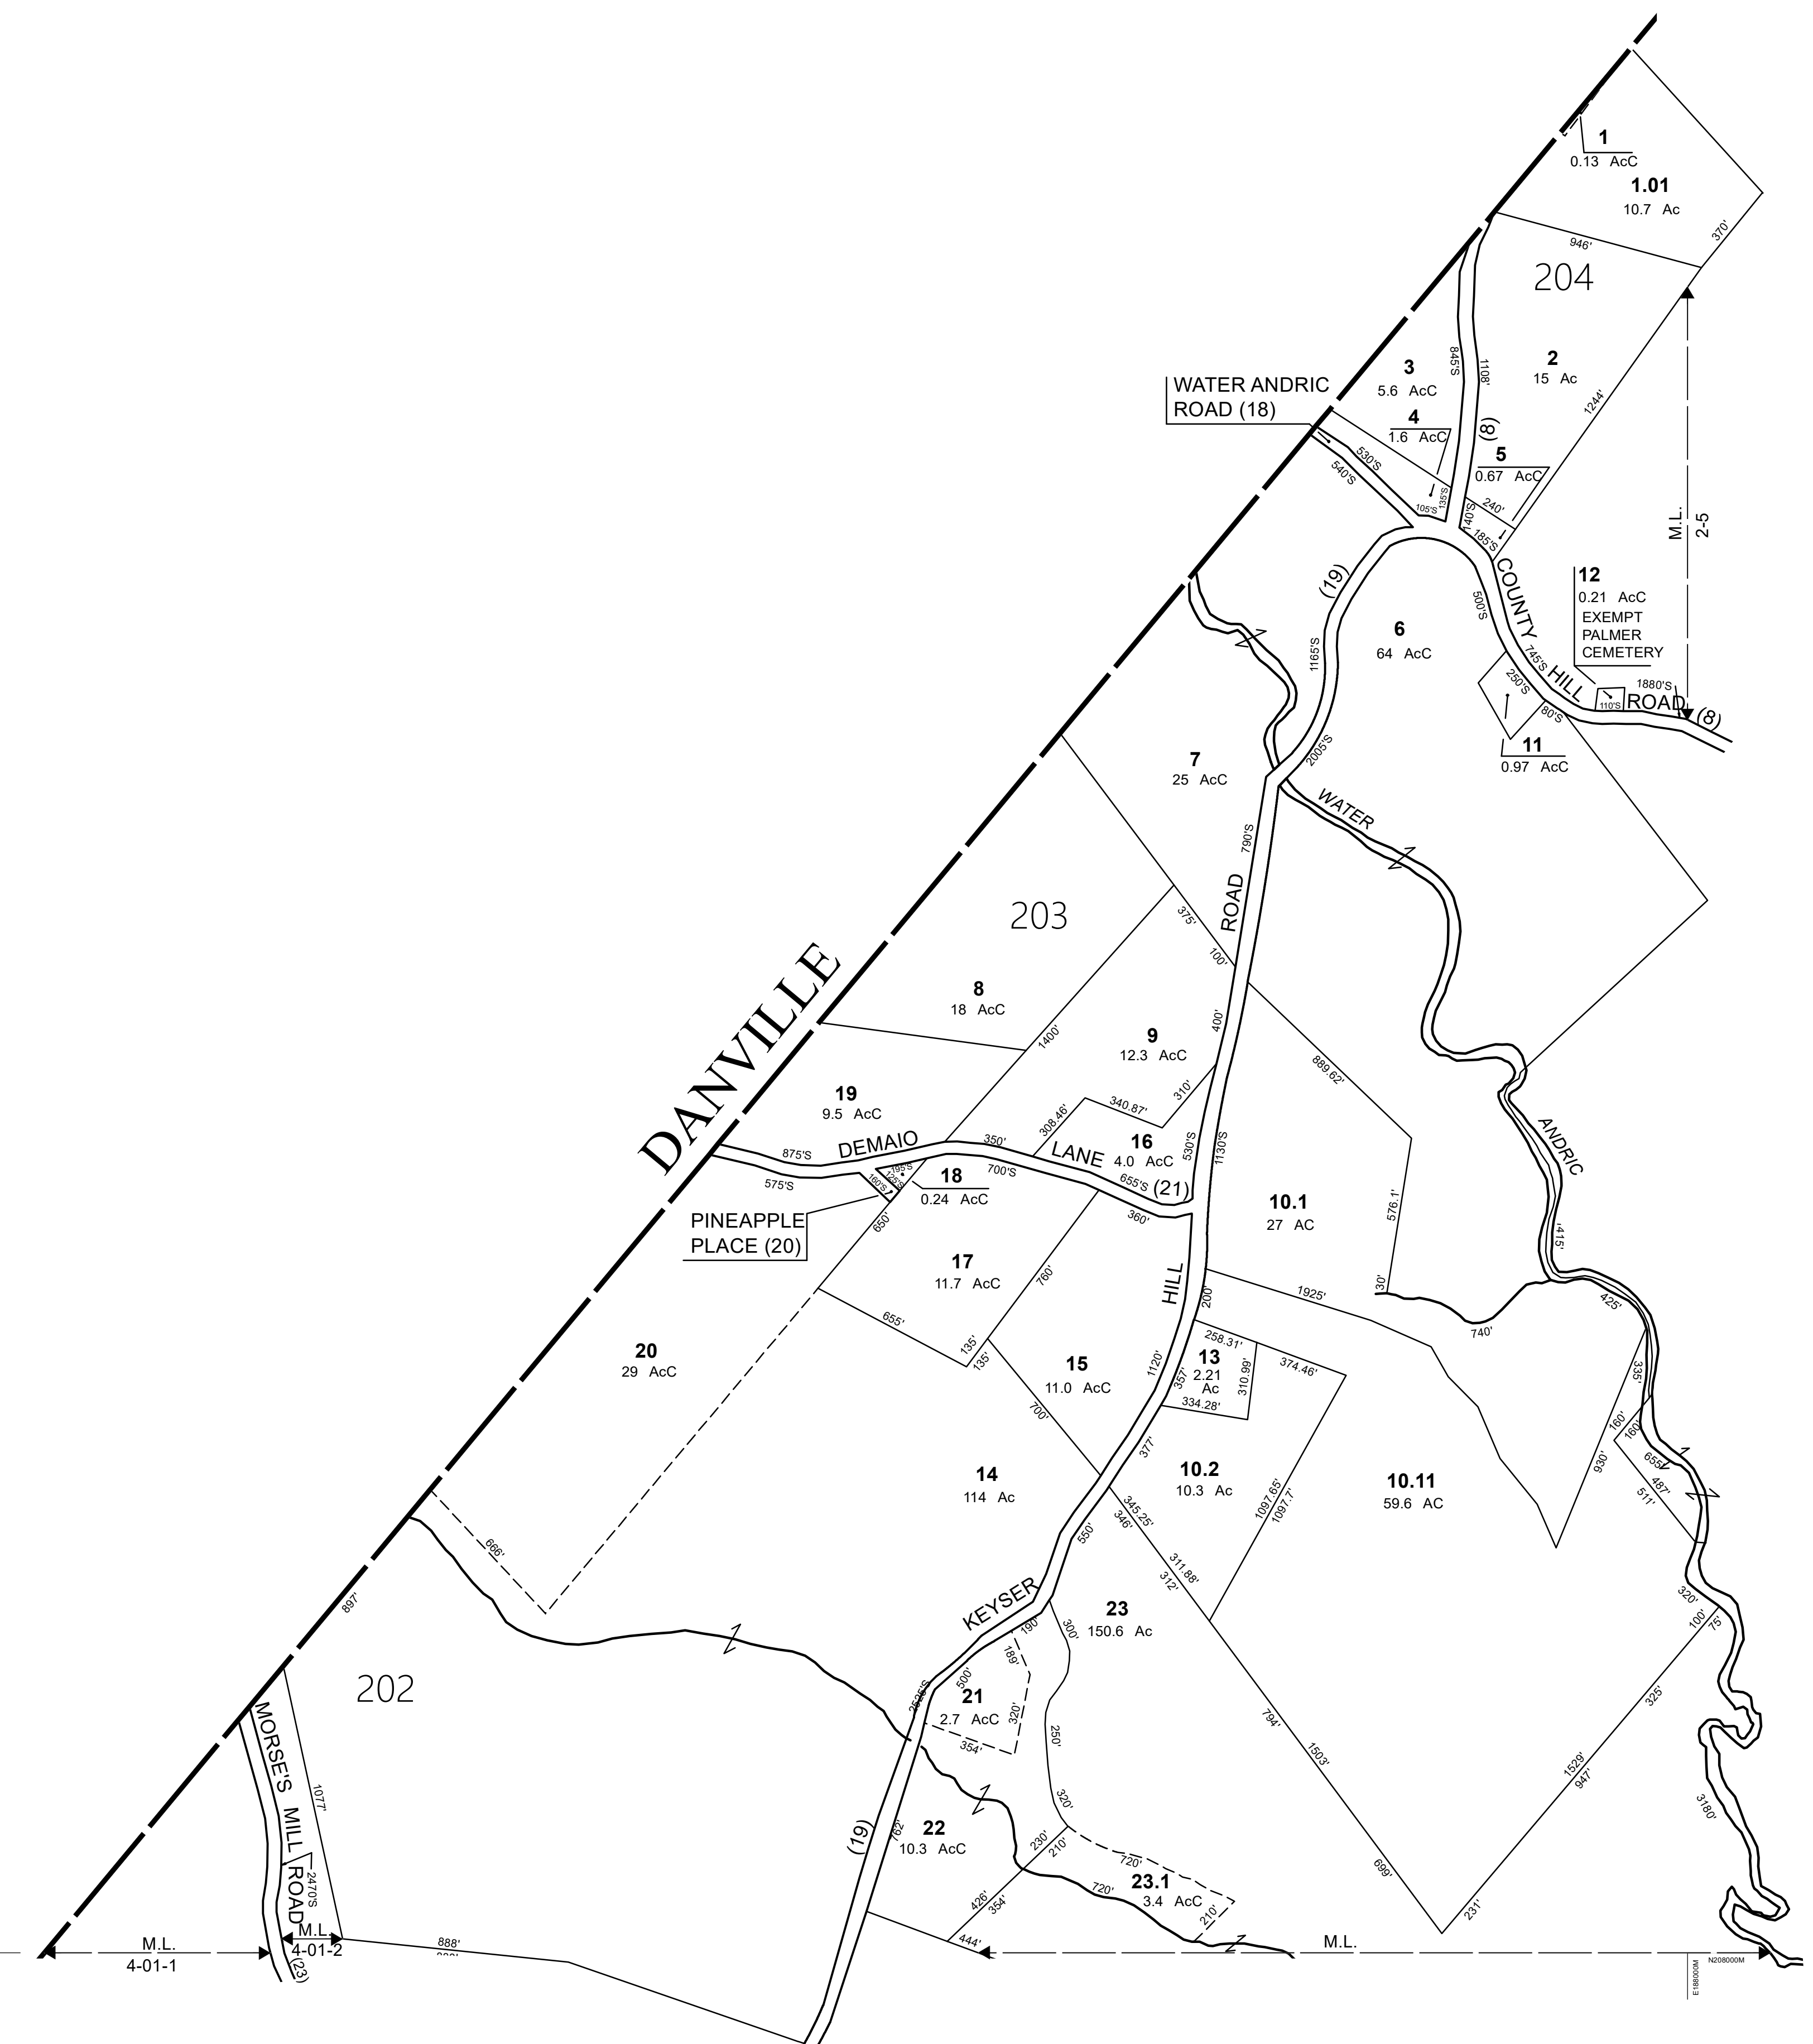 1
0.13 AcC
1.01
10.7 Ac
370'
946'
204
3
5.6 AcC
845'S
1108'
2
15 Ac
1244'
WATER ANDRIC
ROAD (18)
4
1.6 AcC
(8)
5
0.67 AcC
530'S
540'S
105'S
135'S
140'S
240'
185'S
M.L.
2-5
(19)
COUNTY
HILL
ROAD
(8)
500'S
745'S
12
0.21 AcC
EXEMPT
PALMER
CEMETERY
1880'S
110'S
6
64 AcC
1165'S
250'S
80'S
11
0.97 AcC
7
25 AcC
2005'S
WATER
790'S
ROAD
203
375'
100'
DANVILLE
8
18 AcC
1400'
9
12.3 AcC
400'
889.62'
19
9.5 AcC
340.87'
310'
308.46'
ANDRIC
DEMAIO
LANE
(21)
875'S
350'
16
4.0 AcC
530'S
1130'S
575'S
195'S
125'S
160'S
18
0.24 AcC
700'S
655'S
360'
PINEAPPLE
PLACE (20)
650'
10.1
27 AC
576.1'
415'
17
11.7 AcC
760'
HILL
200'
1925'
30'
740'
425'
655'
135'
135'
20
29 AcC
15
11.0 AcC
1120'
258.31'
13
2.21
Ac
357'
310.99'
334.28'
374.46'
335'
700'
377'
160'
160'
930'
655'
487'
511'
14
114 Ac
10.2
10.3 Ac
10.11
59.6 AC
1097.65'
1097.7'
345.25'
346'
550'
666'
311.88'
312'
897'
KEYSER
190'
300'
23
150.6 Ac
320'
100'
75'
189'
500'
2525'S
202
21
2.7 AcC
320'
354'
250'
325'
794'
1503'
1529'
947'
MORSE'S MILL ROAD
1077'
2470'S
3180'
320'
(19)
762'
22
10.3 AcC
230'
210'
720'
23.1
3.4 AcC
720'
426'
354'
210'
699'
231'
444'
888'
M.L.
4-01-1
M.L.
4-01-2
(23)
M.L.
N208000M
E188000M